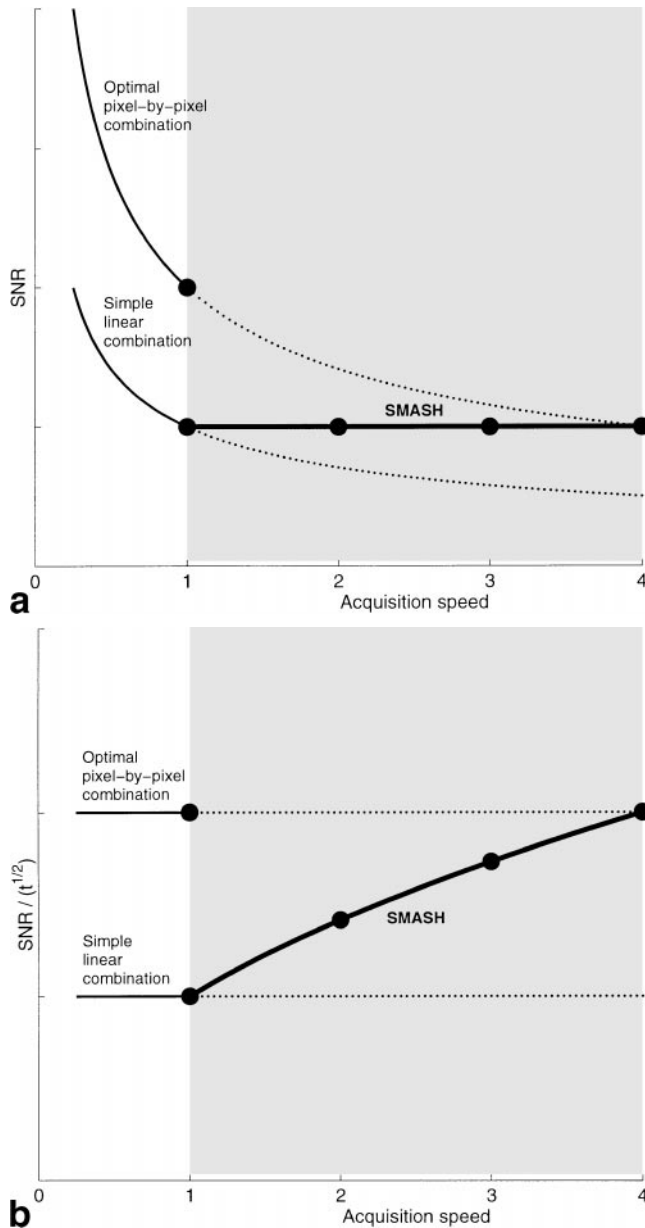 Optimal
pixel−by−pixel
combination
SNR
Simple
linear
combination
SMASH
0 1 2 3 4
a
Acquisition speed
Optimal
pixel−by−pixel
combination
SNR / (t^1/2)
Simple
linear
combination
SMASH
0 1 2 3 4
b
Acquisition speed